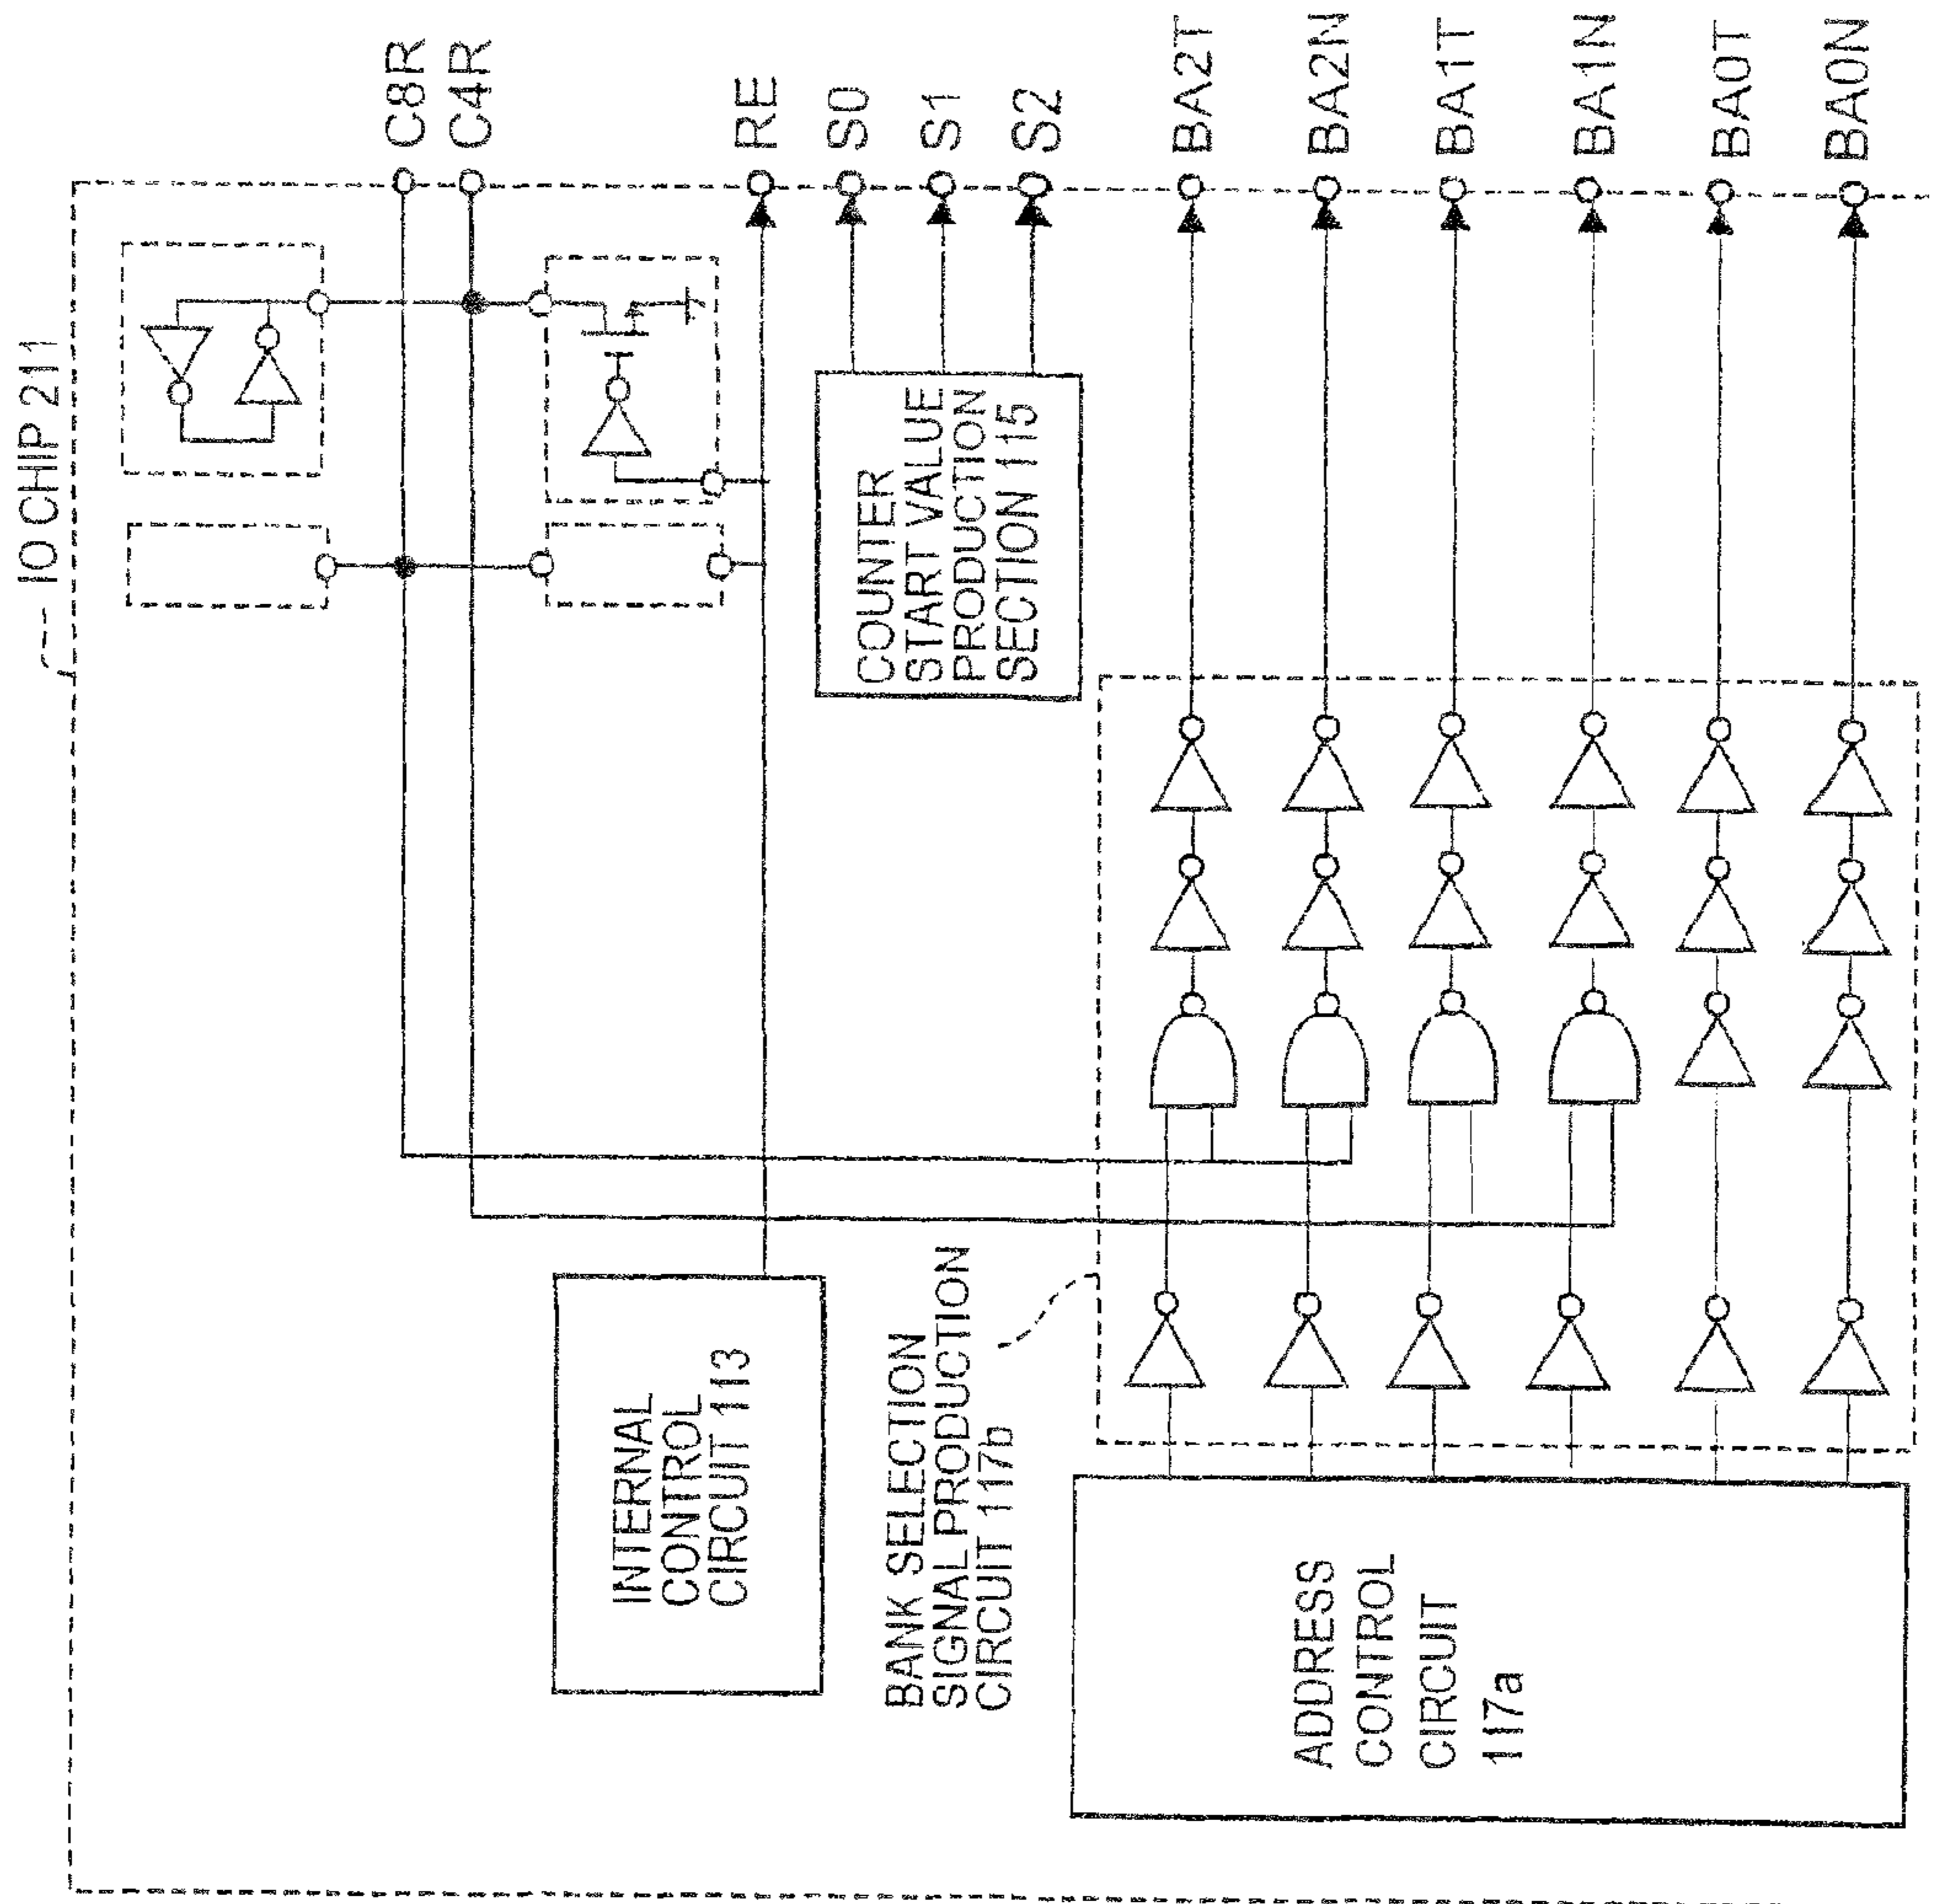 IO CHIP 211
C8R
C4R
RE
S0
S1
S2
BA2T
BA2N
BA1T
BA1N
BA0T
BA0N
COUNTER
START VALUE
PRODUCTION
SECTION 115
INTERNAL
CONTROL
CIRCUIT 113
BANK SELECTION
SIGNAL PRODUCTION
CIRCUIT 117b
ADDRESS
CONTROL
CIRCUIT
117a